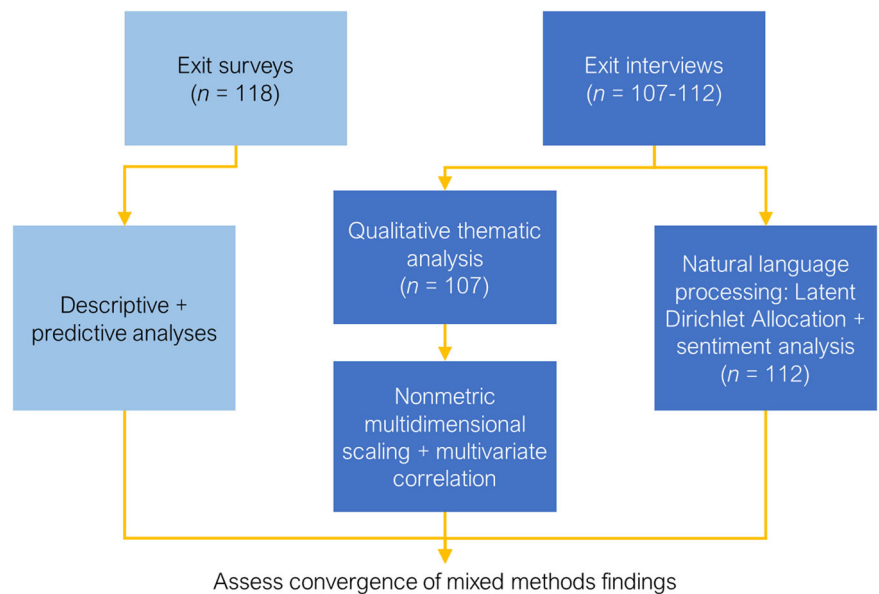 Exit surveys
(n = 118)
Exit interviews
(n = 107-112)
Descriptive +
predictive analyses
Qualitative thematic
analysis
(n = 107)
Natural language
processing: Latent
Dirichlet Allocation +
sentiment analysis
(n = 112)
Nonmetric
multidimensional
scaling + multivariate
correlation
Assess convergence of mixed methods findings